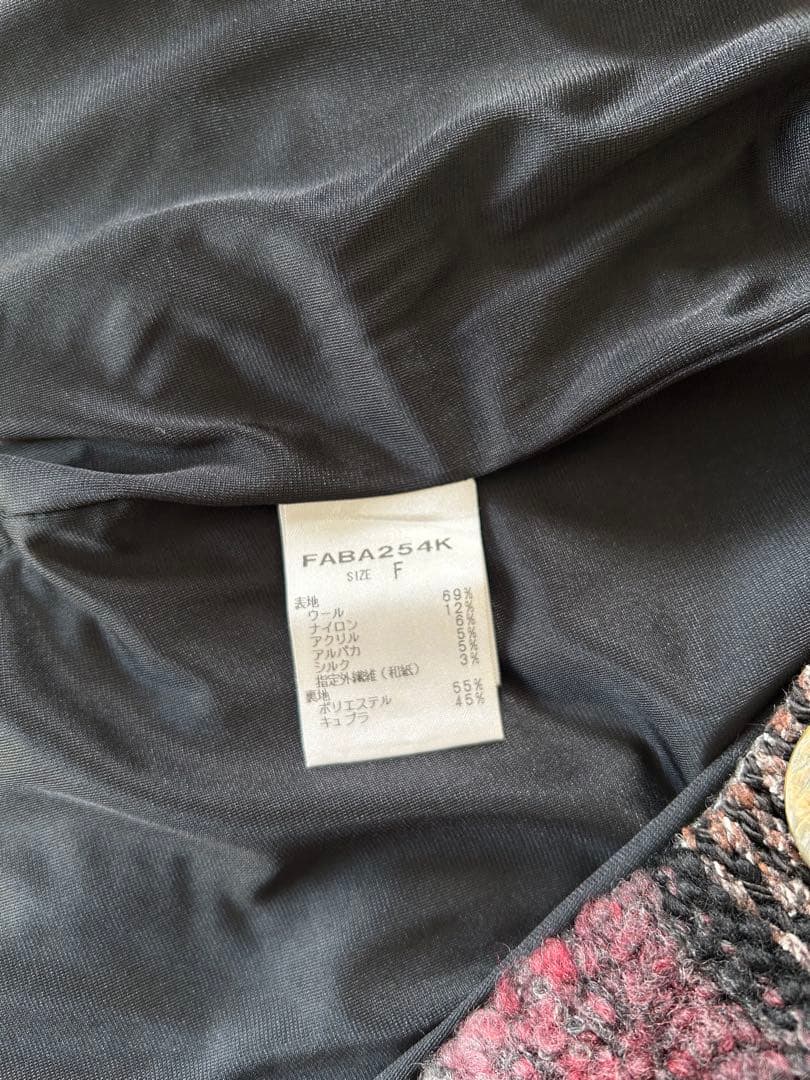 FABA254K
SIZE F
表地
ウール 69%
ナイロン 12%
アクリル 6%
アルパカ 5%
シルク 5%
指定外繊維(和紙) 3%
裏地
ポリエステル 55%
キュプラ 45%